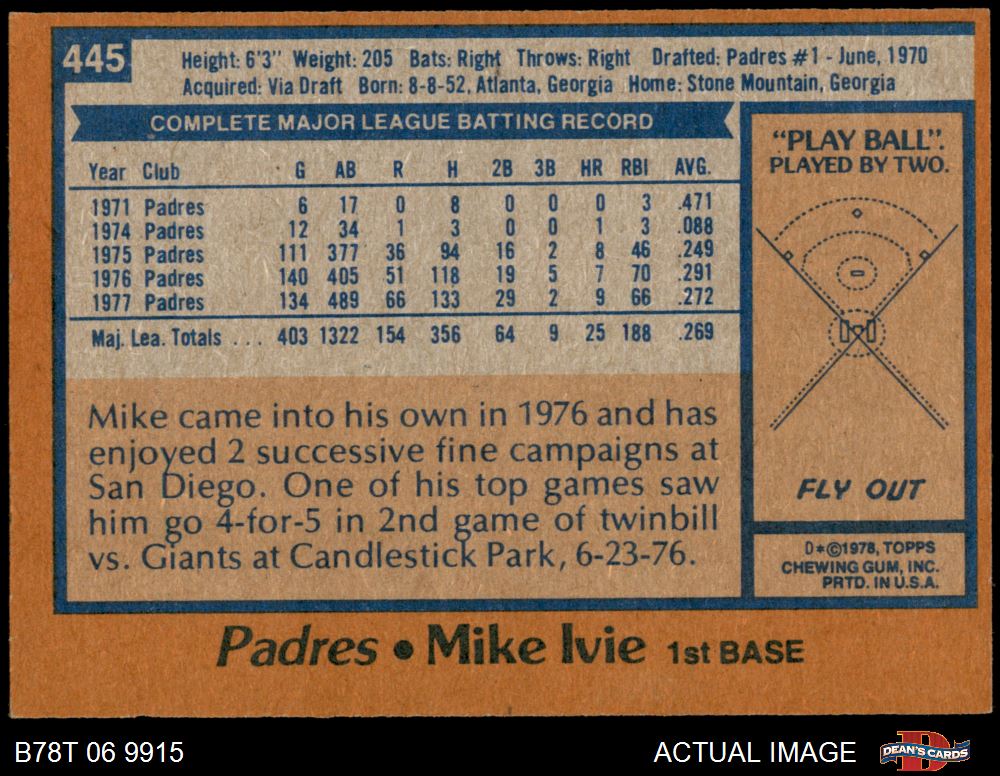 445
Height: 6'3" Weight: 205 Bats: Right Throws: Right Drafted: Padres #1 - June, 1970
Acquired: Via Draft Born: 8-8-52, Atlanta, Georgia Home: Stone Mountain, Georgia
COMPLETE MAJOR LEAGUE BATTING RECORD
Year Club G AB R H 2B 3B HR RBI AVG.
1971 Padres 6 17 0 8 0 0 0 3 .471
1974 Padres 12 34 1 3 0 0 1 3 .088
1975 Padres 111 377 36 94 16 2 8 46 .249
1976 Padres 140 405 51 118 19 5 7 70 .291
1977 Padres 134 489 66 133 29 2 9 66 .272
Maj. Lea. Totals . . . 403 1322 154 356 64 9 25 188 .269
Mike came into his own in 1976 and has
enjoyed 2 successive fine campaigns at
San Diego. One of his top games saw
him go 4-for-5 in 2nd game of twinbill
vs. Giants at Candlestick Park, 6-23-76.
"PLAY BALL".
PLAYED BY TWO.
FLY OUT
D*©1978, TOPPS
CHEWING GUM, INC.
PRTD. IN U.S.A.
Padres • Mike Ivie 1st BASE
B78T 06 9915
ACTUAL IMAGE
D
DEAN'S CARDS